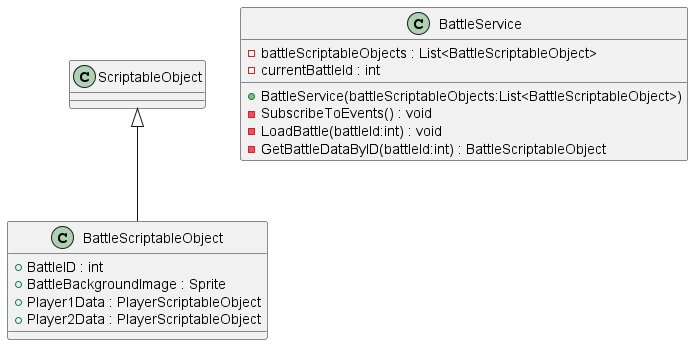 C BattleService
battleScriptableObjects : List<BattleScriptableObject>
currentBattleId : int
BattleService(battleScriptableObjects:List<BattleScriptableObject>)
SubscribeToEvents() : void
LoadBattle(battleId:int) : void
GetBattleDataByID(battleId:int) : BattleScriptableObject
C ScriptableObject
C BattleScriptableObject
BattleID : int
BattleBackgroundImage : Sprite
Player1Data : PlayerScriptableObject
Player2Data : PlayerScriptableObject